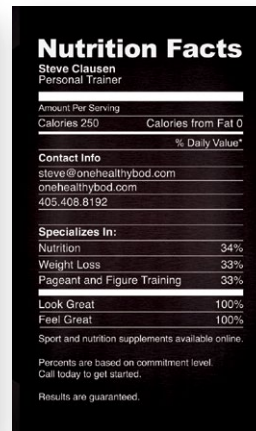 Nutrition Facts
Steve Clausen
Personal Trainer
Amount Per Serving
Calories 250 Calories from Fat 0
% Daily Value*
Contact Info
steve@onehealthybod.com
onehealthybod.com
405.408.8192
Specializes In:
Nutrition 34%
Weight Loss 33%
Pageant and Figure Training 33%
Look Great 100%
Feel Great 100%
Sport and nutrition supplements available online.
Percents are based on commitment level.
Call today to get started.
Results are guaranteed.